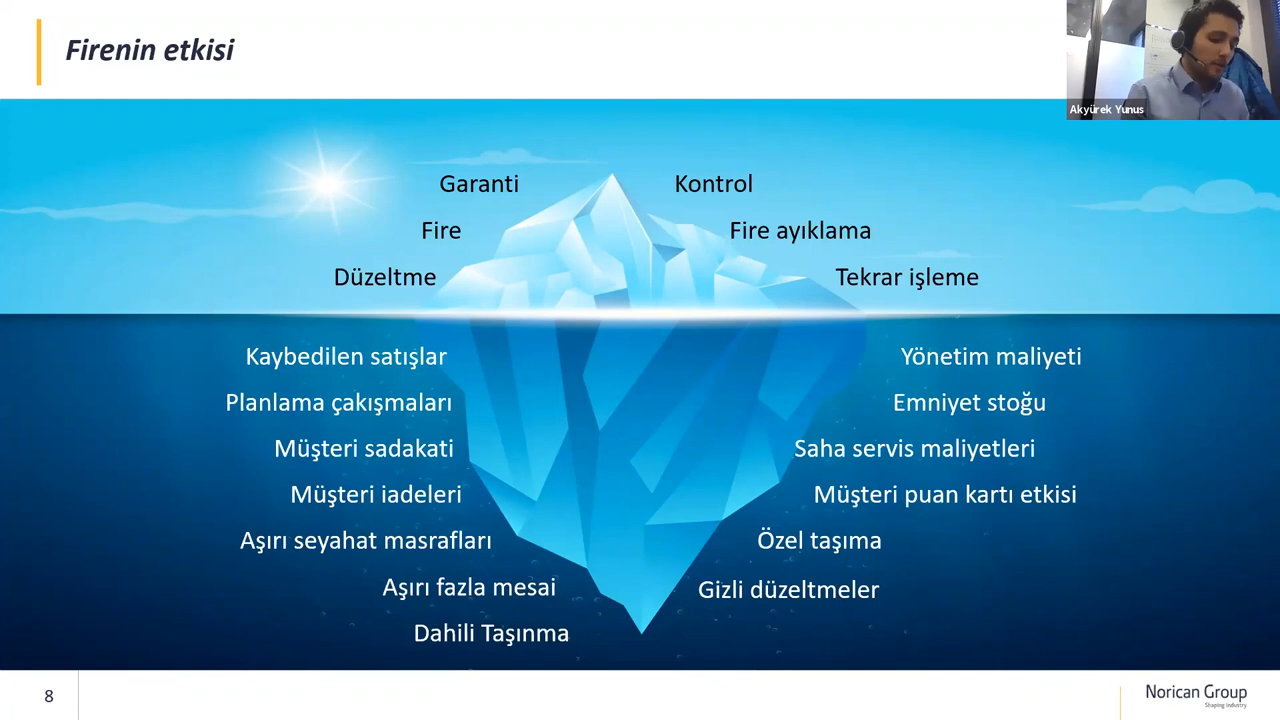 Firenin etkisi
Akyürek Yunus
Garanti
Kontrol
Fire
Fire ayıklama
Düzeltme
Tekrar işleme
Kaybedilen satışlar
Yönetim maliyeti
Planlama çakışmaları
Emniyet stoğu
Müşteri sadakati
Saha servis maliyetleri
Müşteri iadeleri
Müşteri puan kartı etkisi
Aşırı seyahat masrafları
Özel taşıma
Aşırı fazla mesai
Gizli düzeltmeler
Dahili Taşınma
8
Norican Group
Shaping Industry